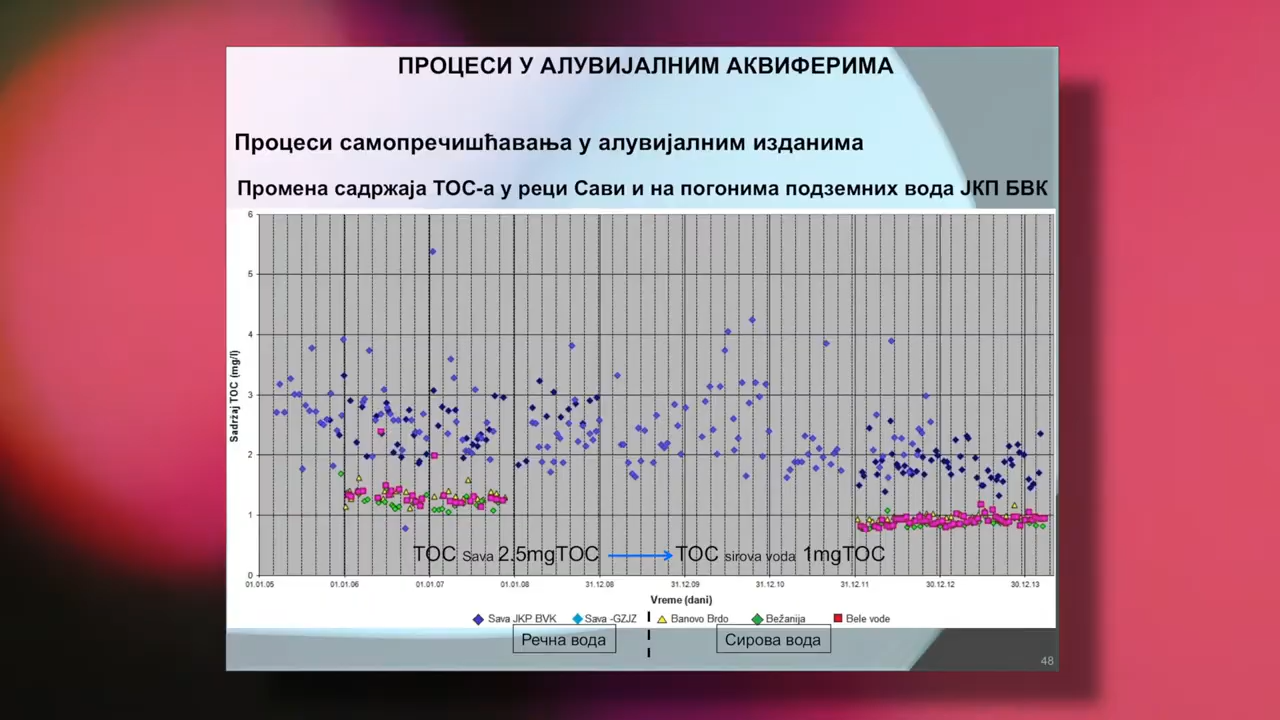 ПРОЦЕСИ У АЛУВИЈАЛНИМ АКВИФЕРИМА
Процеси самопречишћавања у алувијалним изданима
Промена садржаја ТОС-а у реци Сави и на погонима подземних вода ЈКП БВК
6
5
4
3
2
1
0
Sadržaj TOC (mg/l)
TOC Sava 2.5mgTOC TOC sirova voda 1mgTOC
01.01.05 01.01.06 01.01.07 01.01.08 31.12.08 31.12.09 31.12.10 31.12.11 30.12.12 30.12.13
Vreme (dani)
Sava JKP BVK Sava -GZJZ Banovo Brdo Bežanija Bele vode
Речна вода Сирова вода
48